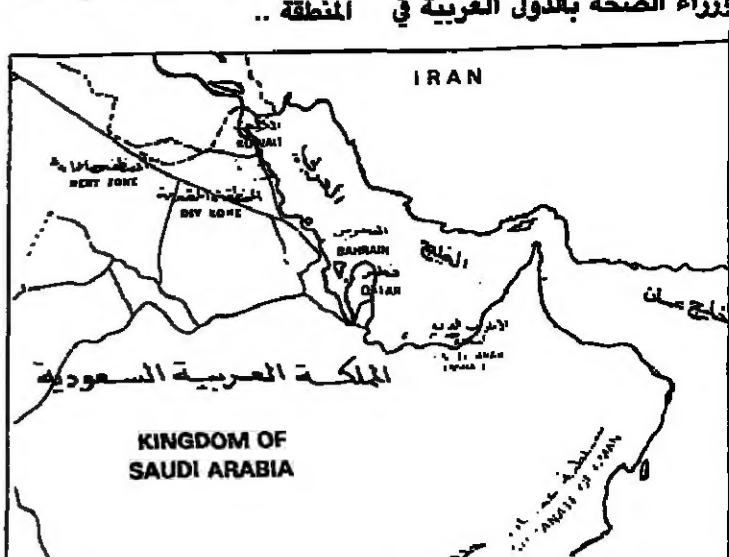 وزراء الصحة بالدول العربية في المنطقة ..
IRAN
الكويت
KUWAIT
المنطقة المحايدة
NEUT ZONE
المنطقة المقسومة
DIV ZONE
الخليج العربي
البحرين
BAHRAIN
قطر
QATAR
الإمارات العربية
خليج عمان
المملكة العربية السعودية
KINGDOM OF
SAUDI ARABIA
سلطنة عمان
SULTANATE OF OMAN